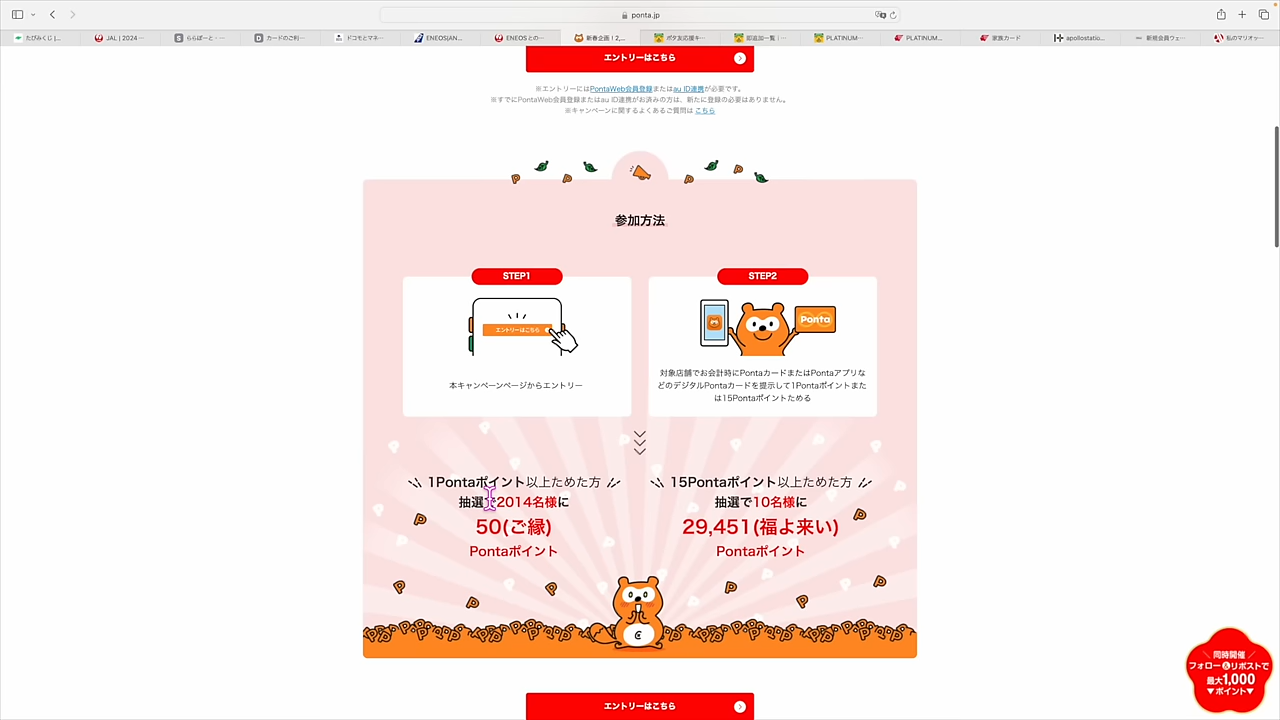 ponta.jp
たびみくじ |...
JAL | 2024 ...
ららぽーと・...
カードのご利...
ドコモとマネ...
ENEOS(AN...
ENEOS との...
新春企画！2,...
ポタ友応援キ...
即追加一覧 | ...
PLATINUM...
PLATINUM...
家族カード
apollostatio...
新規会員ウェ...
私のマリオッ...
エントリーはこちら
※エントリーにはPontaWeb会員登録またはau ID連携が必要です。
※すでにPontaWeb会員登録またはau ID連携がお済みの方は、新たに登録の必要はありません。
※キャンペーンに関するよくあるご質問は こちら
参加方法
STEP1
エントリーはこちら
本キャンペーンページからエントリー
STEP2
Ponta
対象店舗でお会計時にPontaカードまたはPontaアプリな
どのデジタルPontaカードを提示して1Pontaポイントまた
は15Pontaポイントためる
1Pontaポイント以上ためた方
抽選で2014名様に
50(ご縁)
Pontaポイント
15Pontaポイント以上ためた方
抽選で10名様に
29,451(福よ来い)
Pontaポイント
同時開催
フォロー&リポストで
最大1,000
▼ポイント▼
エントリーはこちら